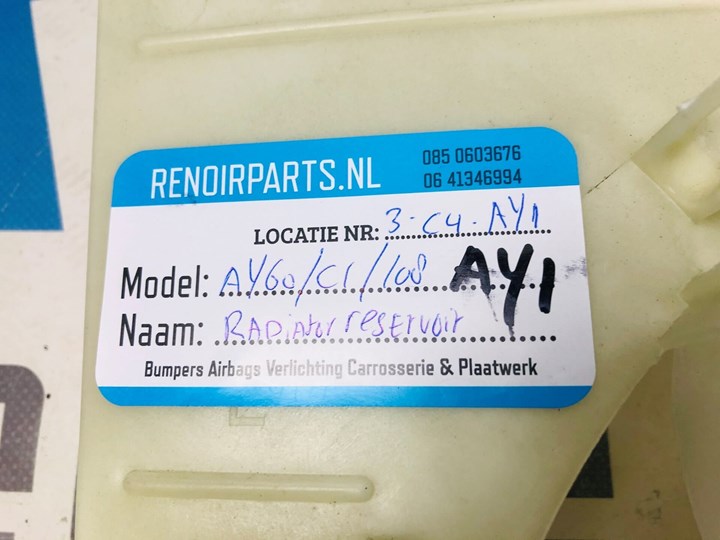 RENOIRPARTS.NL
085 0603676
06 41346994
LOCATIE NR: 3-C4-AY1
Model: AYGO/C1/108 AY1
Naam: RADiator rESERVoir
Bumpers Airbags Verlichting Carrosserie & Plaatwerk